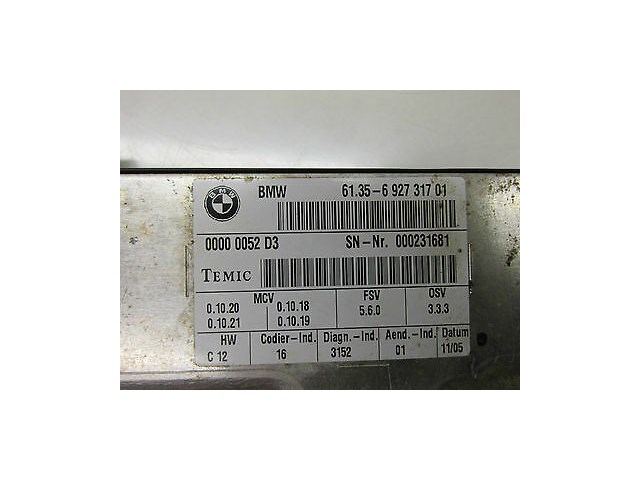 BMW
BMW 61.35-6 927 317 01
0000 0052 D3 SN-Nr. 000231681
TEMIC
MCV FSV OSV
0.10.20 0.10.18 5.6.0 3.3.3
0.10.21 0.10.19
HW Codier-Ind. Diagn.-Ind. Aend.-Ind. Datum
C 12 16 3152 01 11/05